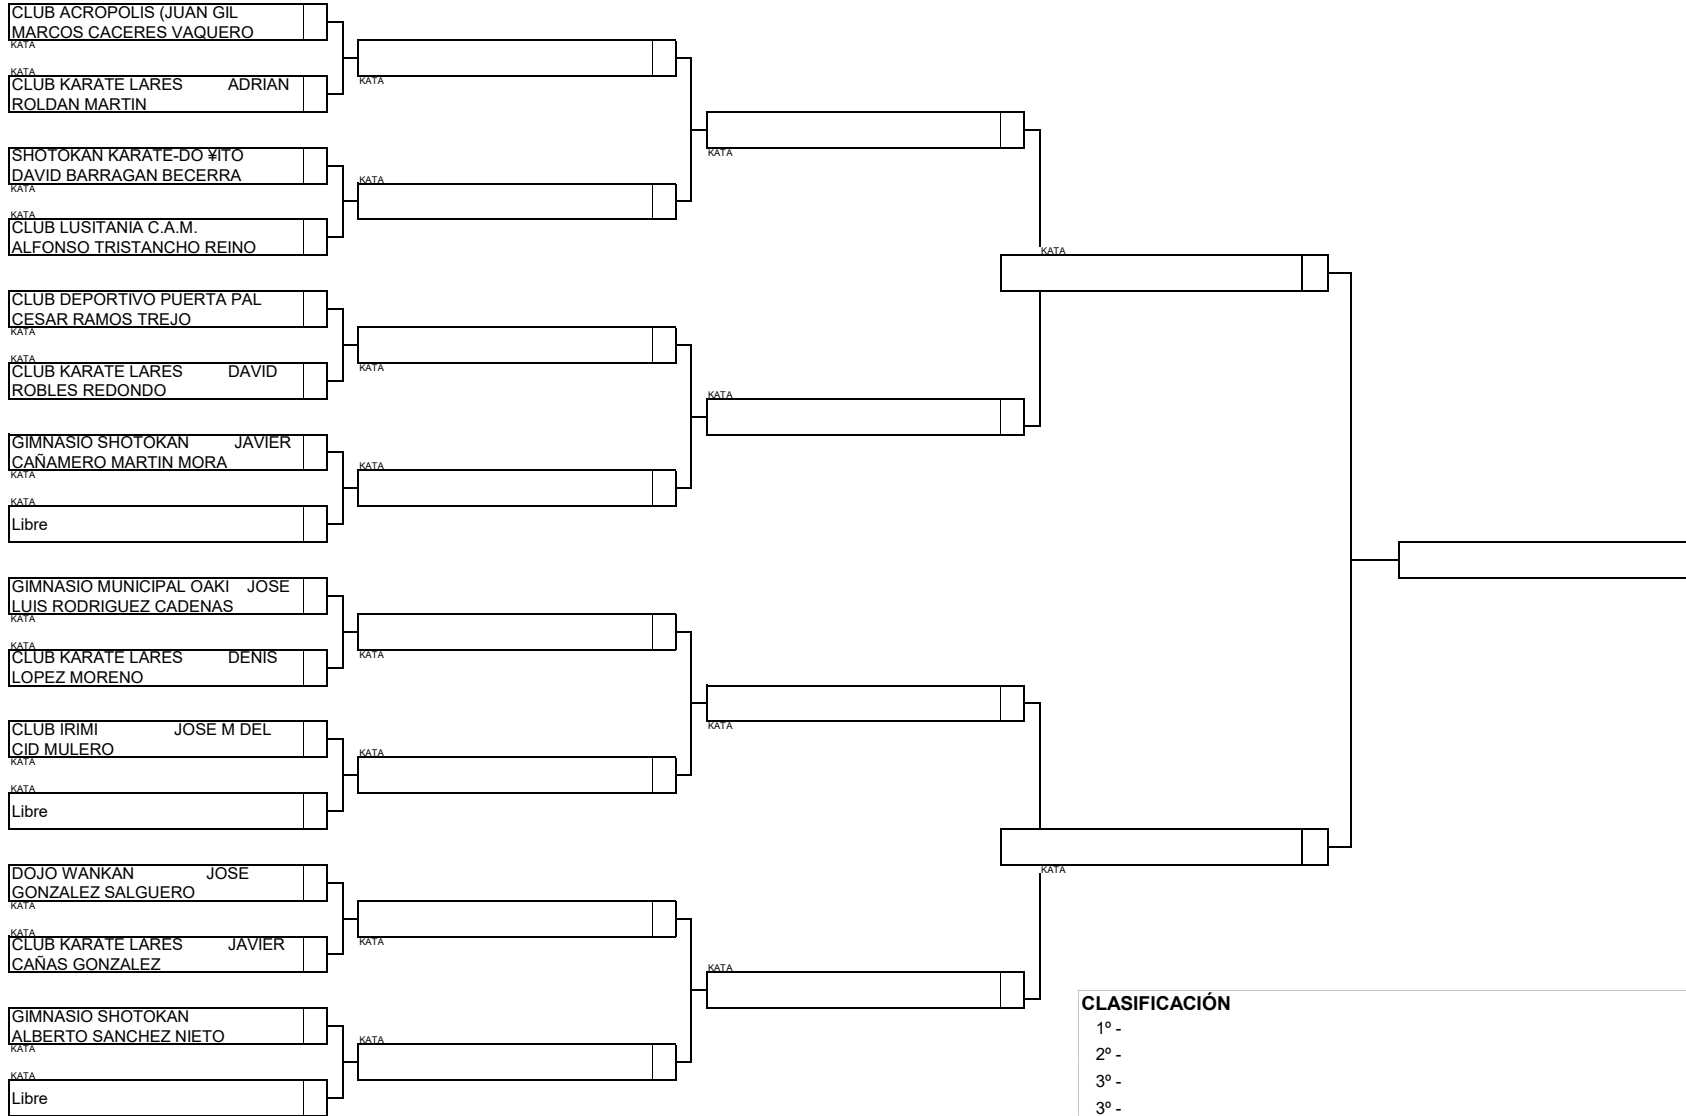 CLUB ACROPOLIS (JUAN GIL
MARCOS CACERES VAQUERO
KATA
KATA
CLUB KARATE LARES ADRIAN
ROLDAN MARTIN
SHOTOKAN KARATE-DO ¥ITO
DAVID BARRAGAN BECERRA
KATA
KATA
CLUB LUSITANIA C.A.M.
ALFONSO TRISTANCHO REINO
CLUB DEPORTIVO PUERTA PAL
CESAR RAMOS TREJO
KATA
KATA
CLUB KARATE LARES DAVID
ROBLES REDONDO
GIMNASIO SHOTOKAN JAVIER
CAÑAMERO MARTIN MORA
KATA
KATA
Libre
GIMNASIO MUNICIPAL OAKI JOSE
LUIS RODRIGUEZ CADENAS
KATA
KATA
CLUB KARATE LARES DENIS
LOPEZ MORENO
CLUB IRIMI JOSE M DEL
CID MULERO
KATA
KATA
Libre
DOJO WANKAN JOSE
GONZALEZ SALGUERO
KATA
KATA
CLUB KARATE LARES JAVIER
CAÑAS GONZALEZ
GIMNASIO SHOTOKAN
ALBERTO SANCHEZ NIETO
KATA
KATA
Libre
KATA
KATA
KATA
KATA
KATA
KATA
KATA
KATA
KATA
KATA
KATA
KATA
KATA
KATA
CLASIFICACIÓN
1º -
2º -
3º -
3º -